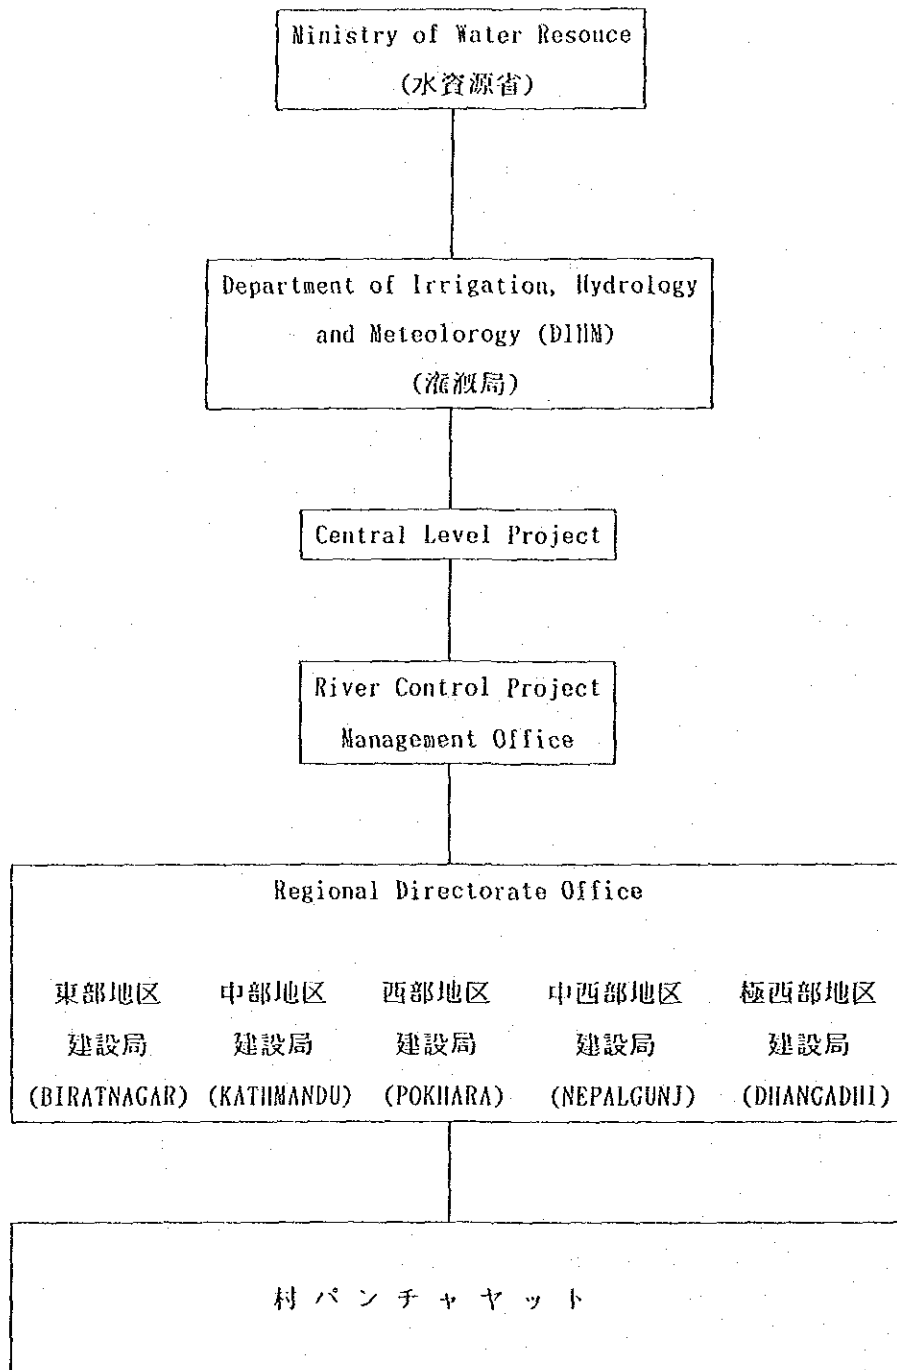 Ministry of Water Resouce
(水資源省)
Department of Irrigation, Hydrology
and Meteolorogy (DIHM)
(灌漑局)
Central Level Project
River Control Project
Management Office
Regional Directorate Office
東部地区 中部地区 西部地区 中西部地区 極西部地区
建設局 建設局 建設局 建設局 建設局
(BIRATNAGAR) (KATHMANDU) (POKHARA) (NEPALGUNJ) (DHANGADHI)
村パンチャヤット